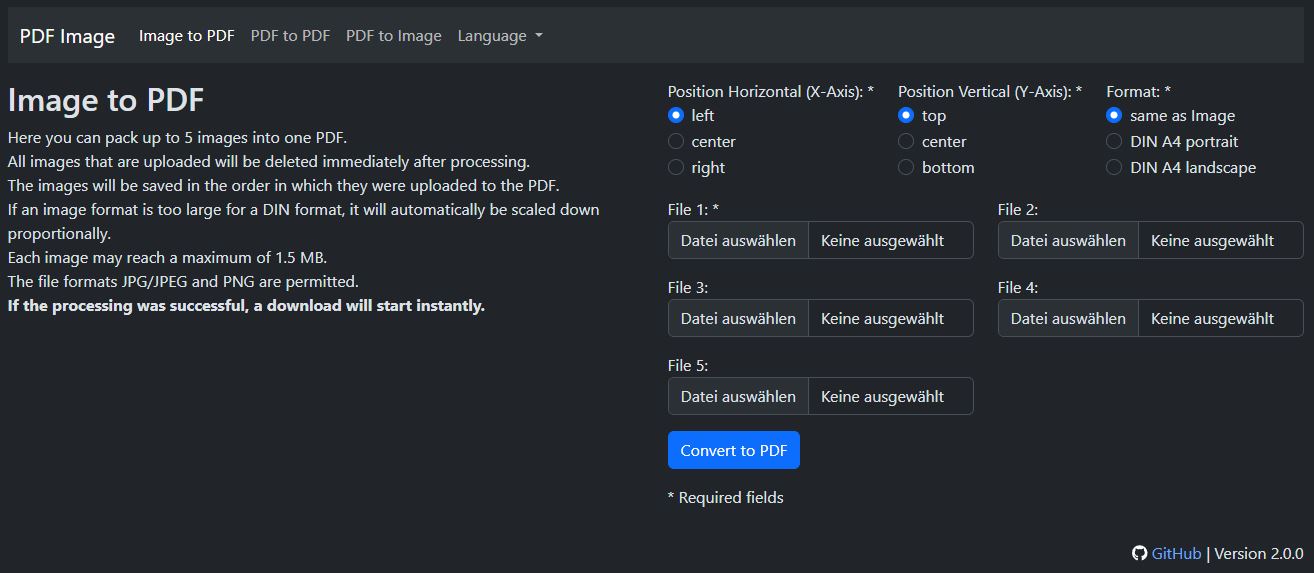 PDF Image Image to PDF PDF to PDF PDF to Image Language
Image to PDF
Here you can pack up to 5 images into one PDF.
All images that are uploaded will be deleted immediately after processing.
The images will be saved in the order in which they were uploaded to the PDF.
If an image format is too large for a DIN format, it will automatically be scaled down
proportionally.
Each image may reach a maximum of 1.5 MB.
The file formats JPG/JPEG and PNG are permitted.
If the processing was successful, a download will start instantly.
Position Horizontal (X-Axis): * Position Vertical (Y-Axis): * Format: *
left top same as Image
center center DIN A4 portrait
right bottom DIN A4 landscape
File 1: * File 2:
Datei auswählen Keine ausgewählt Datei auswählen Keine ausgewählt
File 3: File 4:
Datei auswählen Keine ausgewählt Datei auswählen Keine ausgewählt
File 5:
Datei auswählen Keine ausgewählt
Convert to PDF
* Required fields
GitHub | Version 2.0.0